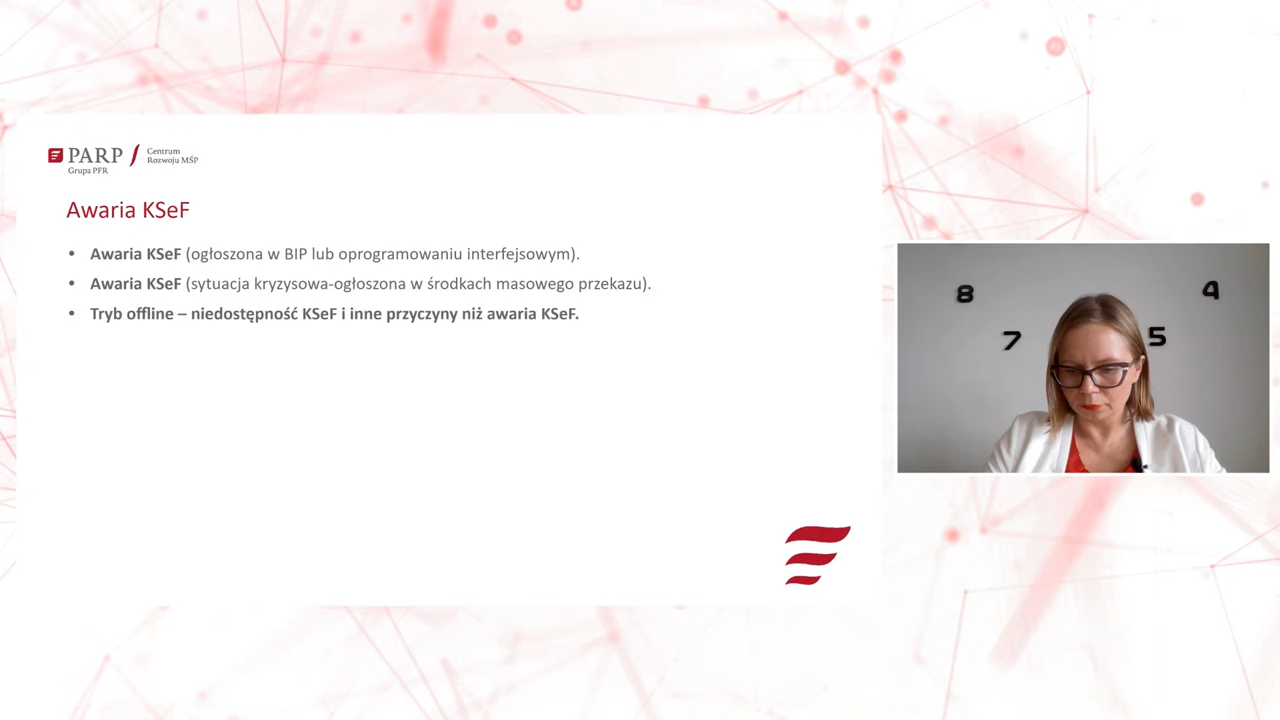 PARP
Grupa PFR
Centrum
Rozwoju MŚP
Awaria KSeF
• Awaria KSeF (ogłoszona w BIP lub oprogramowaniu interfejsowym).
• Awaria KSeF (sytuacja kryzysowa-ogłoszona w środkach masowego przekazu).
• Tryb offline – niedostępność KSeF i inne przyczyny niż awaria KSeF.
8
4
7
5